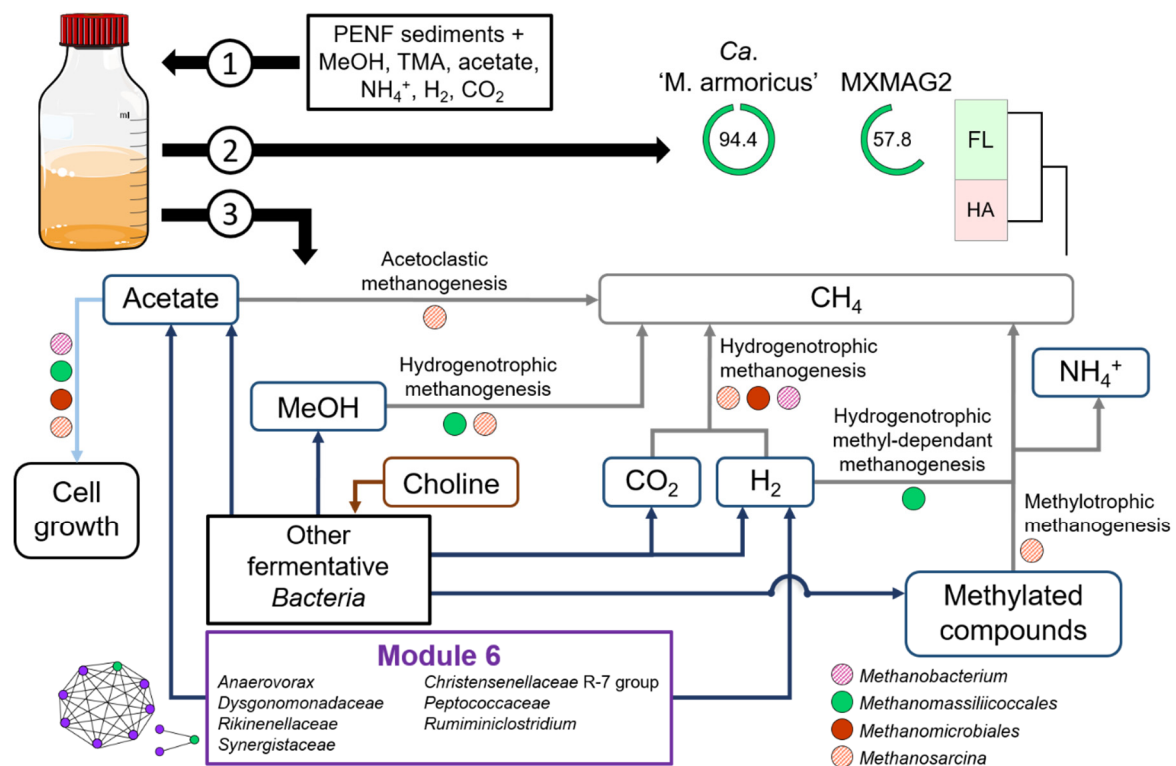 PENF sediments +
MeOH, TMA, acetate,
NH₄⁺, H₂, CO₂
1
2
3
ml
Ca.
'M. armoricus'
MXMAG2
94.4
57.8
FL
HA
Acetate
Acetoclastic
methanogenesis
CH₄
Hydrogenotrophic
methanogenesis
MeOH
Hydrogenotrophic
methanogenesis
NH₄⁺
Hydrogenotrophic
methyl-dependant
methanogenesis
Cell
growth
Choline
CO₂
H₂
Methylotrophic
methanogenesis
Other
fermentative
Bacteria
Methylated
compounds
Module 6
Anaerovorax
Dysgonomonadaceae
Rikinenellaceae
Synergistaceae
Christensenellaceae R-7 group
Peptococcaceae
Rumiminiclostridium
Methanobacterium
Methanomassiliicoccales
Methanomicrobiales
Methanosarcina